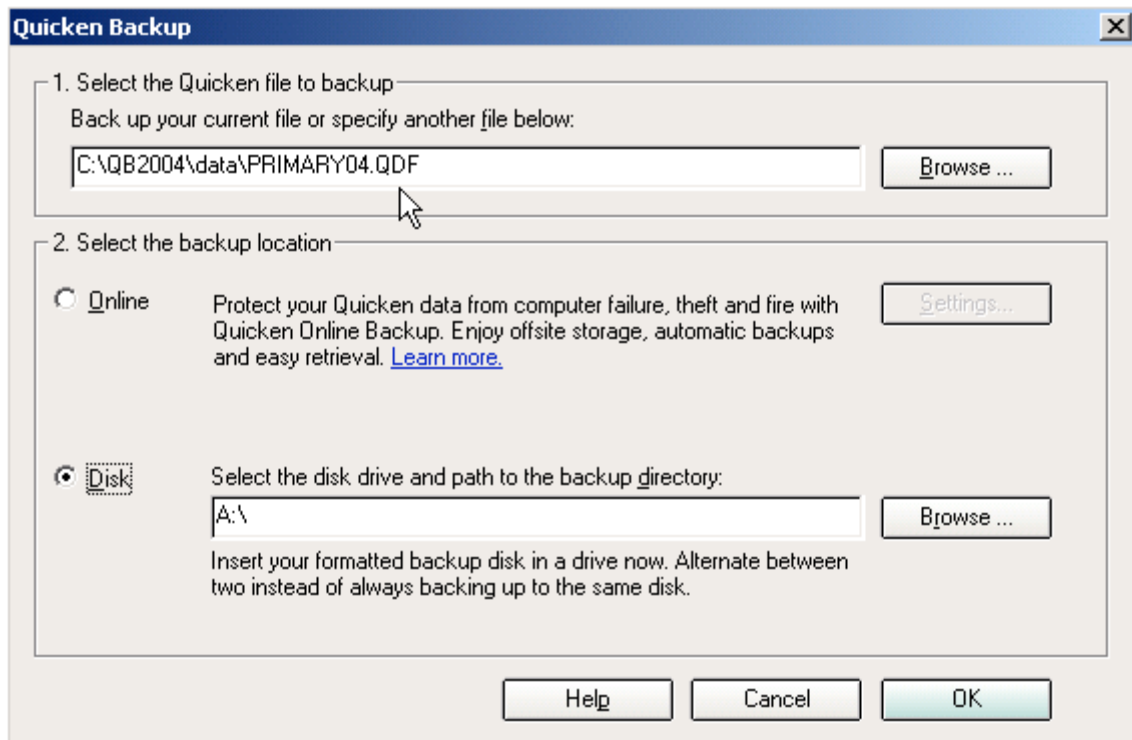 Quicken Backup
1. Select the Quicken file to backup
Back up your current file or specify another file below:
C:\QB2004\data\PRIMARY04.QDF
Browse ...
2. Select the backup location
Online
Protect your Quicken data from computer failure, theft and fire with
Quicken Online Backup. Enjoy offsite storage, automatic backups
and easy retrieval. Learn more.
Settings...
Disk
Select the disk drive and path to the backup directory:
A:\
Browse ...
Insert your formatted backup disk in a drive now. Alternate between
two instead of always backing up to the same disk.
Help
Cancel
OK